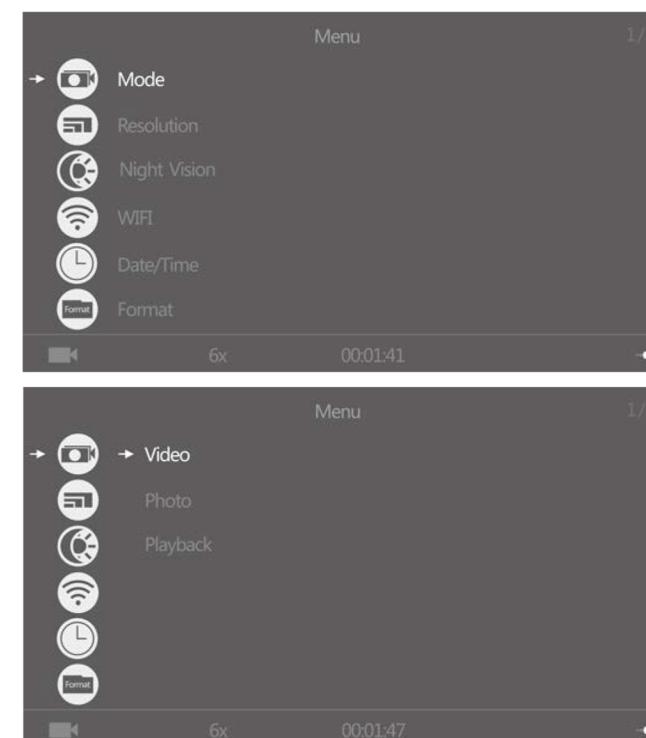 Menu 1/
Mode
Resolution
Night Vision
WIFI
Date/Time
Format Format
6x 00:01:41
Menu 1/
Video
Photo
Playback
Format
6x 00:01:47